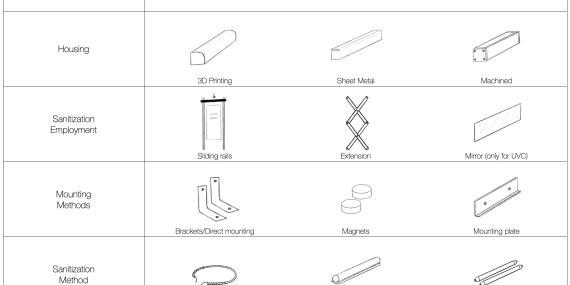 Housing
3D Printing
Sheet Metal
Machined
Sanitization
Employment
Sliding rails
Extension
Mirror (only for UVC)
Mounting
Methods
Brackets/Direct mounting
Magnets
Mounting plate
Sanitization
Method